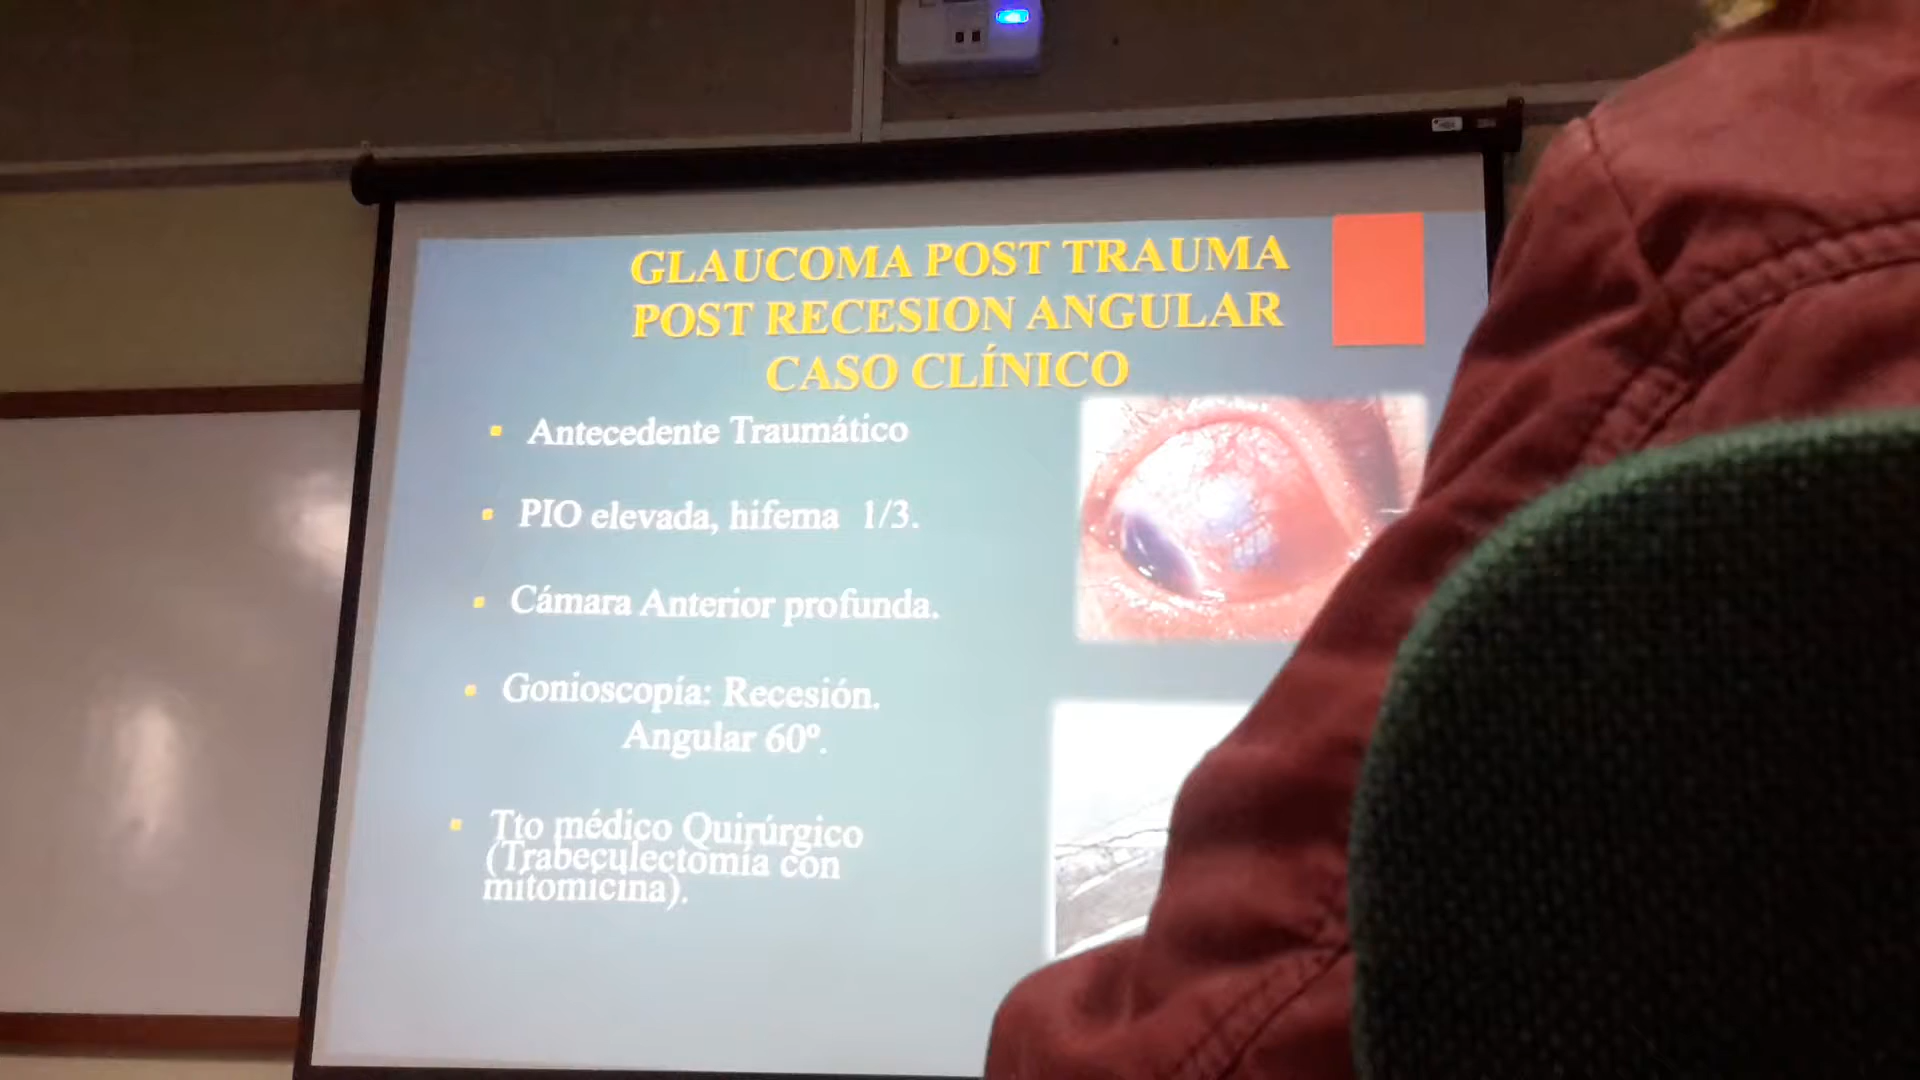 GLAUCOMA POST TRAUMA
POST RECESION ANGULAR
CASO CLÍNICO
Antecedente Traumático
PIO elevada, hifema 1/3.
Cámara Anterior profunda.
Gonioscopía: Recesión.
Angular 60º.
Tto médico Quirúrgico
(Trabeculectomía con
mitomicina).